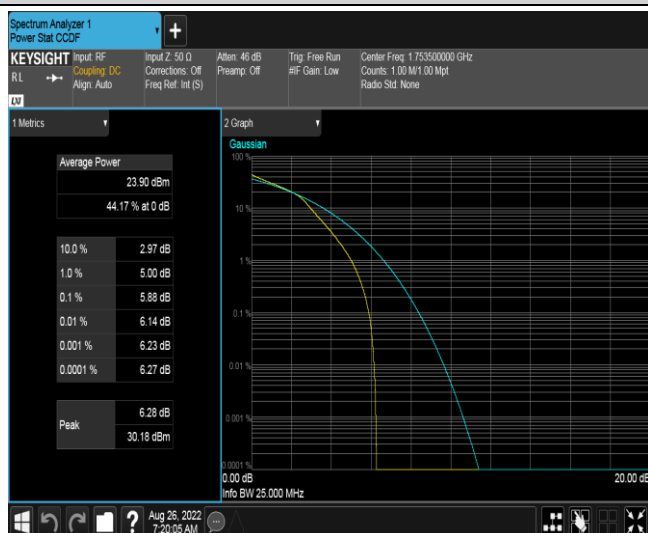 Spectrum Analyzer 1
Power Stat CCDF
KEYSIGHT
RL
LXI
Input: RF
Coupling: DC
Align: Auto
Input Z: 50 Ω
Corrections: Off
Freq Ref: Int (S)
Atten: 46 dB
Preamp: Off
Trig: Free Run
#IF Gain: Low
Center Freq: 1.753500000 GHz
Counts: 1.00 M/1.00 Mpt
Radio Std: None
1 Metrics
Average Power
23.90 dBm
44.17 % at 0 dB
10.0 % 2.97 dB
1.0 % 5.00 dB
0.1 % 5.88 dB
0.01 % 6.14 dB
0.001 % 6.23 dB
0.0001 % 6.27 dB
Peak
6.28 dB
30.18 dBm
2 Graph
Gaussian
100 %
10 %
1 %
0.1 %
0.01 %
0.001 %
0.0001 %
0.00 dB 20.00 dB
Info BW 25.000 MHz
Aug 26, 2022
7:20:05 AM